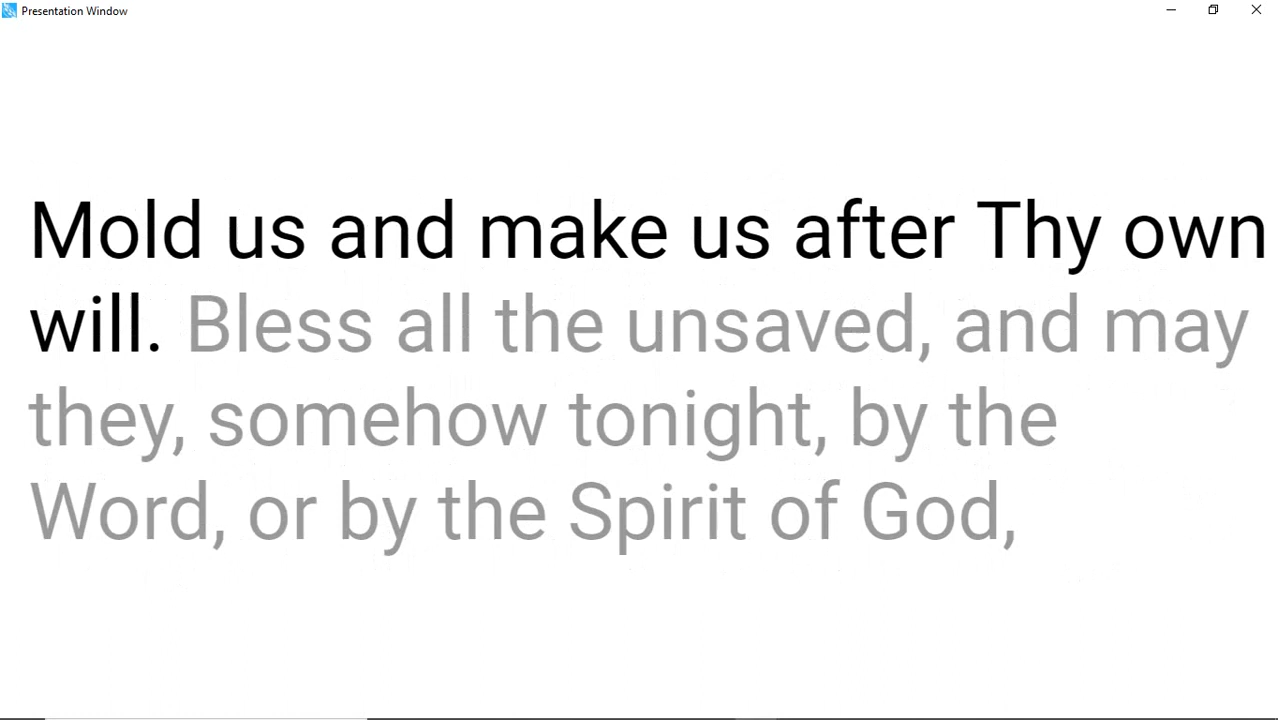 Presentation Window
Mold us and make us after Thy own
will. Bless all the unsaved, and may
they, somehow tonight, by the
Word, or by the Spirit of God,